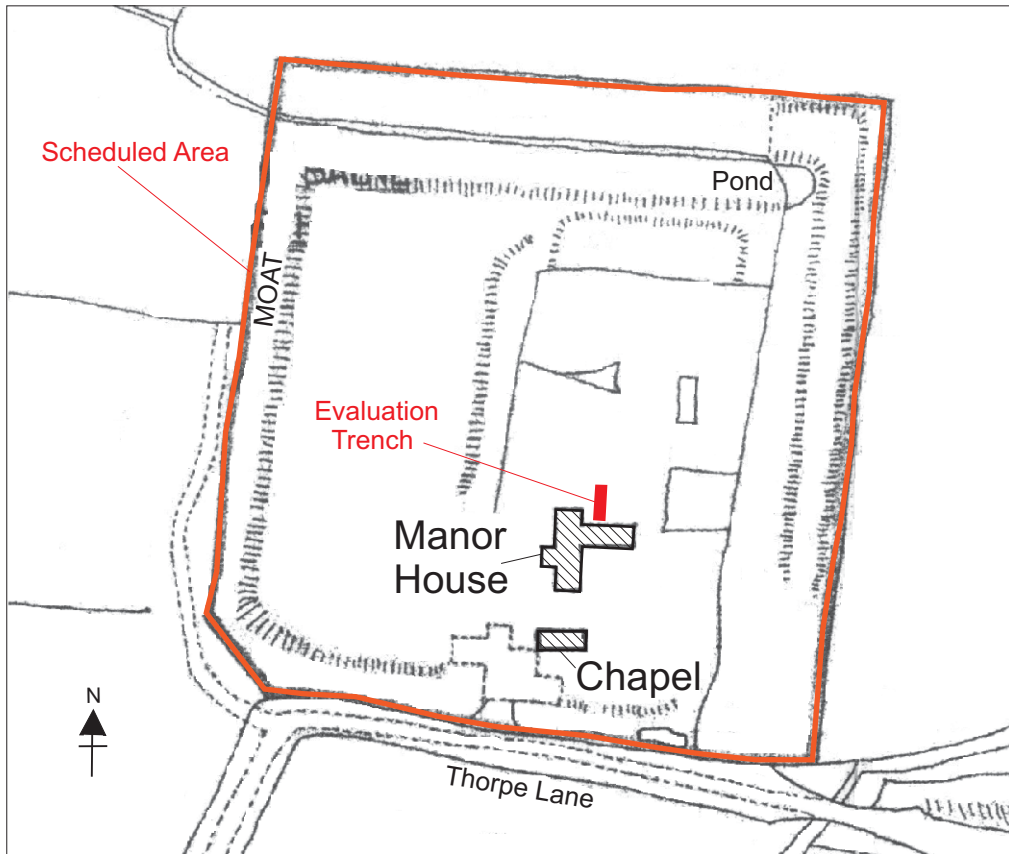 Scheduled Area
Pond
MOAT
Evaluation
Trench
Manor
House
Chapel
N
Thorpe Lane